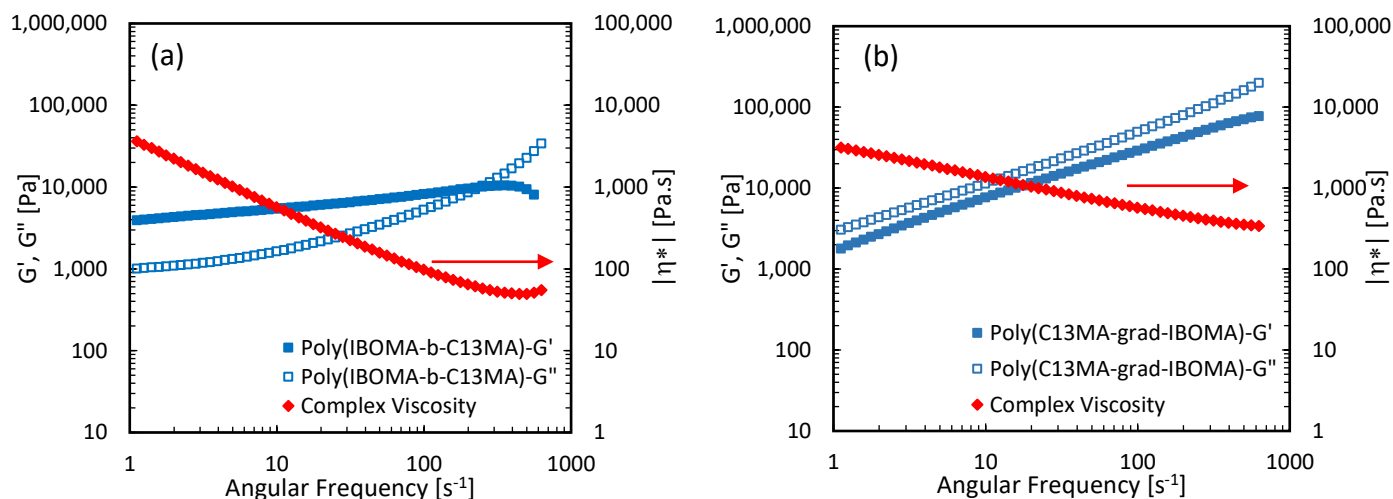 (a)
1,000,000
100,000
10,000
1,000
100
10
G', G" [Pa]
100,000
10,000
1,000
100
10
1
|η*| [Pa.s]
Poly(IBOMA-b-C13MA)-G'
Poly(IBOMA-b-C13MA)-G"
Complex Viscosity
1 10 100 1000
Angular Frequency [s-1]
(b)
1,000,000
100,000
10,000
1,000
100
10
G', G" [Pa]
100,000
10,000
1,000
100
10
1
|η*| [Pa.s]
Poly(C13MA-grad-IBOMA)-G'
Poly(C13MA-grad-IBOMA)-G"
Complex Viscosity
1 10 100 1000
Angular Frequency [s-1]